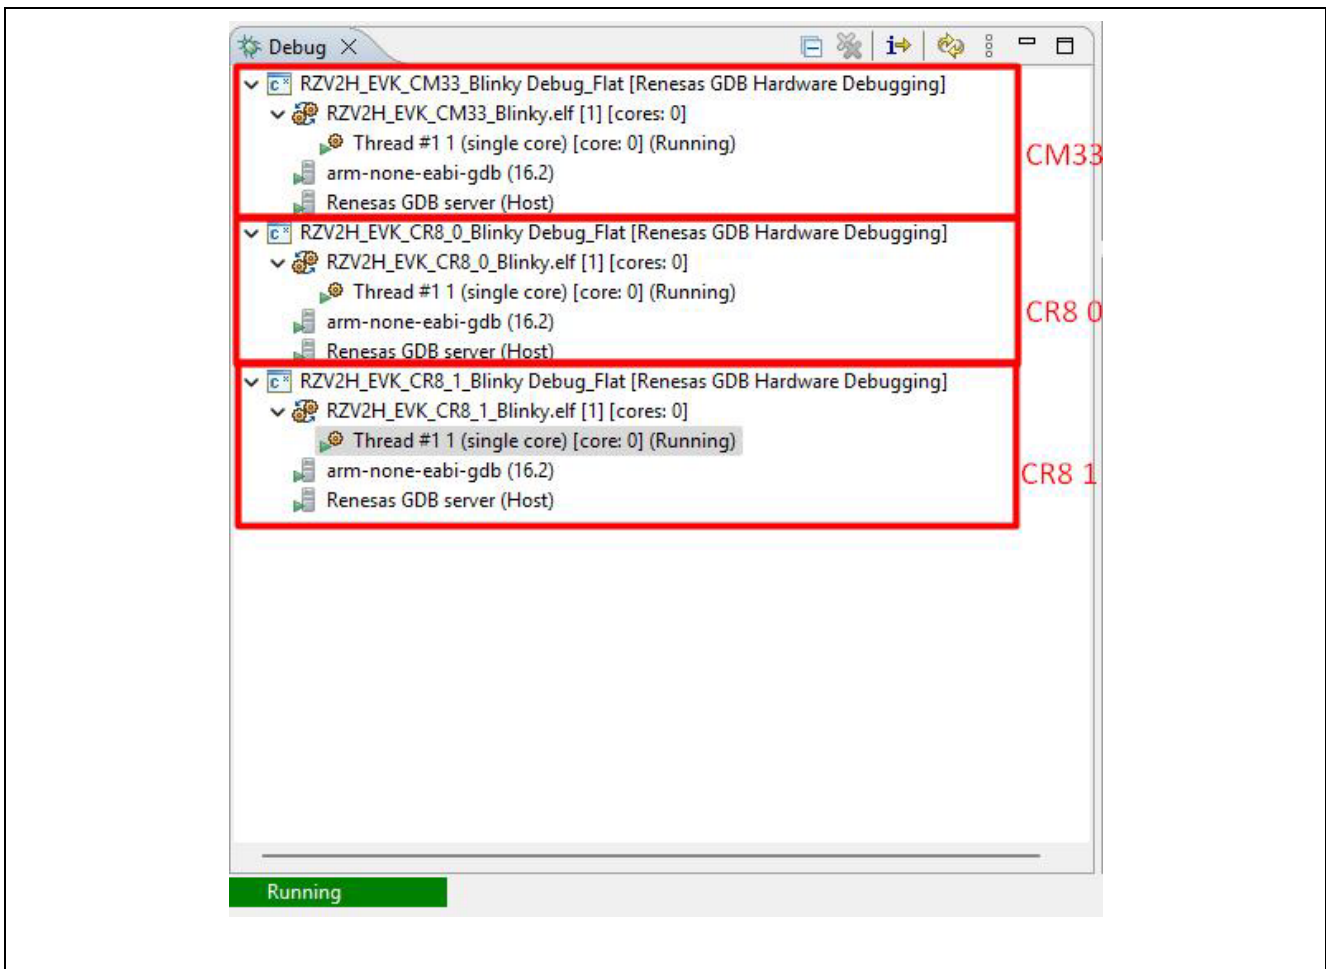 Debug
RZV2H_EVK_CM33_Blinky Debug_Flat [Renesas GDB Hardware Debugging]
RZV2H_EVK_CM33_Blinky.elf [1] [cores: 0]
Thread #1 1 (single core) [core: 0] (Running)
arm-none-eabi-gdb (16.2)
Renesas GDB server (Host)
CM33
RZV2H_EVK_CR8_0_Blinky Debug_Flat [Renesas GDB Hardware Debugging]
RZV2H_EVK_CR8_0_Blinky.elf [1] [cores: 0]
Thread #1 1 (single core) [core: 0] (Running)
arm-none-eabi-gdb (16.2)
Renesas GDB server (Host)
CR8 0
RZV2H_EVK_CR8_1_Blinky Debug_Flat [Renesas GDB Hardware Debugging]
RZV2H_EVK_CR8_1_Blinky.elf [1] [cores: 0]
Thread #1 1 (single core) [core: 0] (Running)
arm-none-eabi-gdb (16.2)
Renesas GDB server (Host)
CR8 1
Running